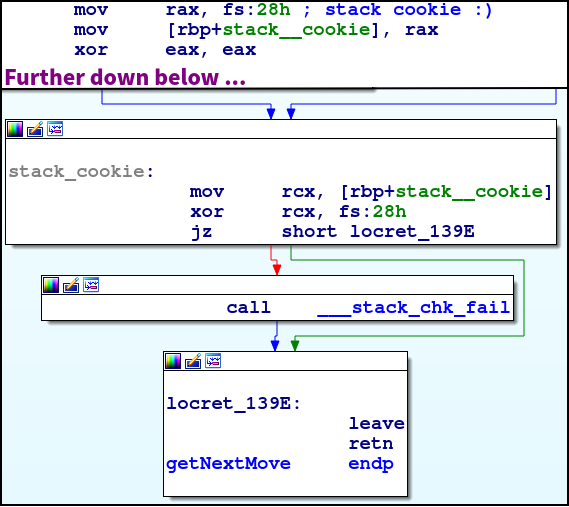 mov rax, fs:28h ; stack cookie :)
mov [rbp+stack__cookie], rax
xor eax, eax
Further down below ...
stack_cookie:
mov rcx, [rbp+stack__cookie]
xor rcx, fs:28h
jz short locret_139E
call ___stack_chk_fail
locret_139E:
leave
retn
getNextMove endp